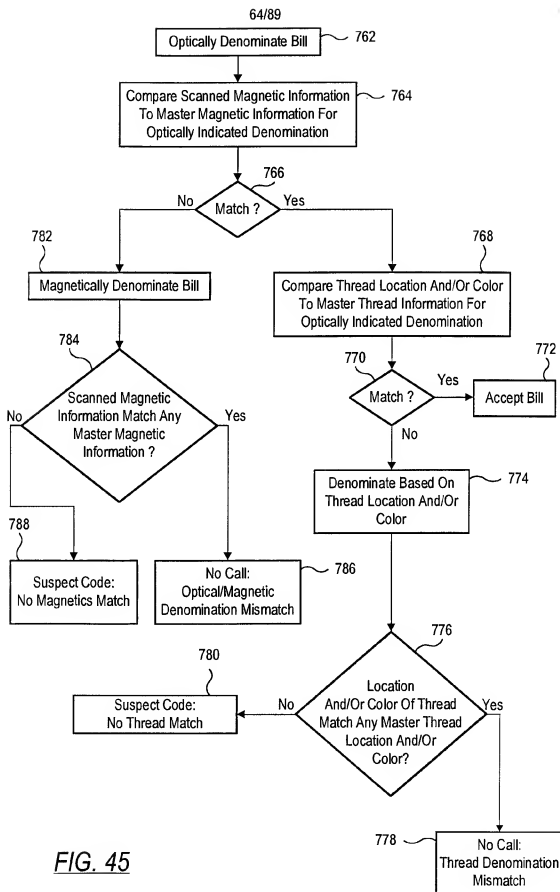 64/89
Optically Denominate Bill
762
Compare Scanned Magnetic Information
To Master Magnetic Information For
Optically Indicated Denomination
764
766
No
Match ?
Yes
782
Magnetically Denominate Bill
768
Compare Thread Location And/Or Color
To Master Thread Information For
Optically Indicated Denomination
784
Scanned Magnetic
Information Match Any
Master Magnetic
Information ?
No
Yes
770
Match ?
Yes
No
772
Accept Bill
Denominate Based On
Thread Location And/Or
Color
774
788
Suspect Code:
No Magnetics Match
No Call:
Optical/Magnetic
Denomination Mismatch
786
776
Location
And/Or Color Of Thread
Match Any Master Thread
Location And/Or
Color?
No
Yes
780
Suspect Code:
No Thread Match
778
No Call:
Thread Denomination
Mismatch
FIG. 45